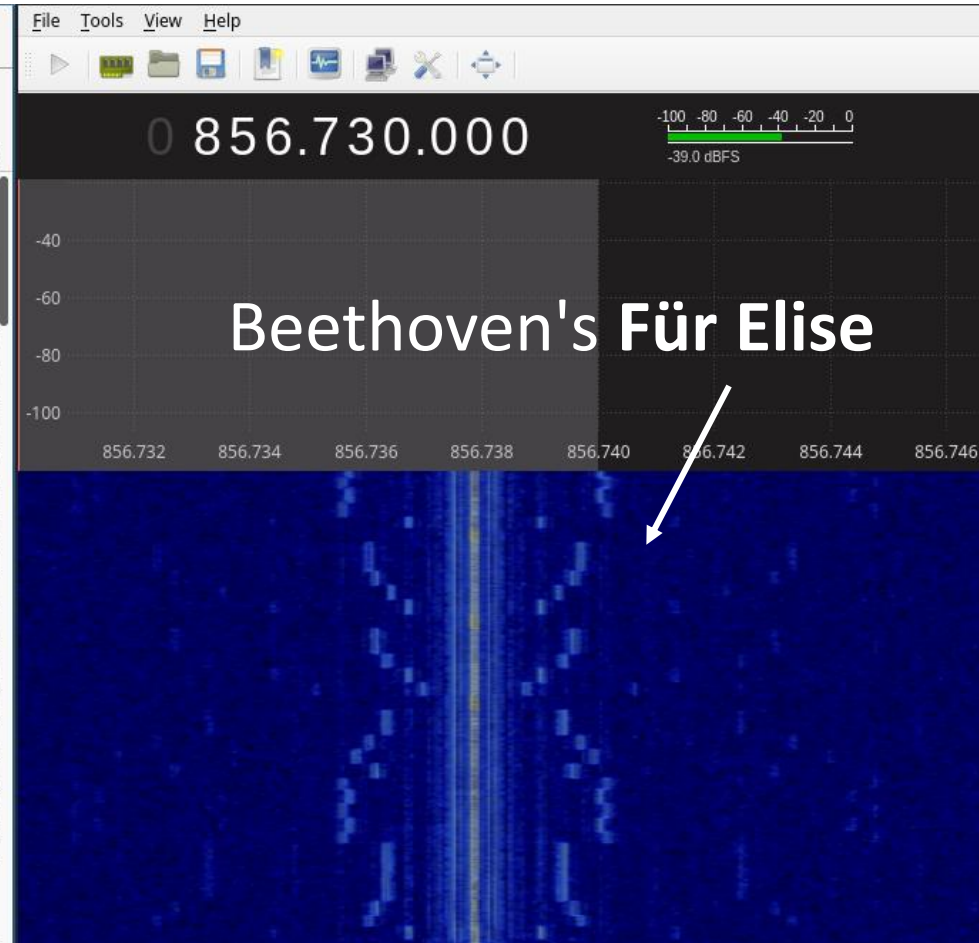 File Tools View Help
0 856.730.000
-100 -80 -60 -40 -20 0
-39.0 dBFS
-40
-60
Beethoven's Für Elise
-80
-100
856.732 856.734 856.736 856.738 856.740 856.742 856.744 856.746